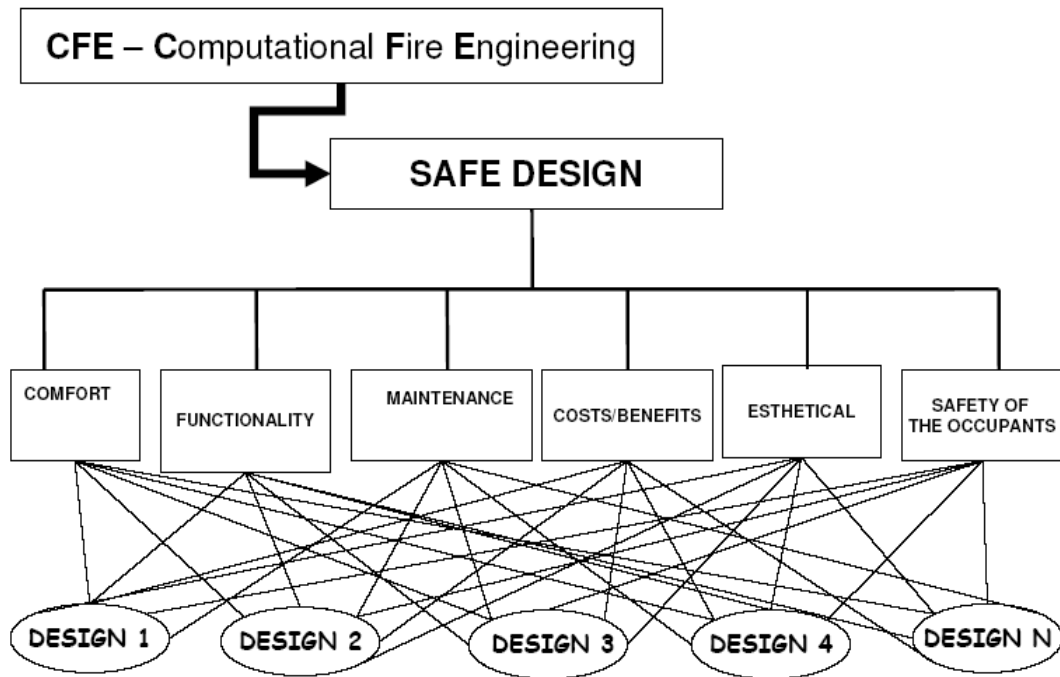 CFE – Computational Fire Engineering
SAFE DESIGN
COMFORT
FUNCTIONALITY
MAINTENANCE
COSTS/BENEFITS
ESTHETICAL
SAFETY OF
THE OCCUPANTS
DESIGN 1
DESIGN 2
DESIGN 3
DESIGN 4
DESIGN N